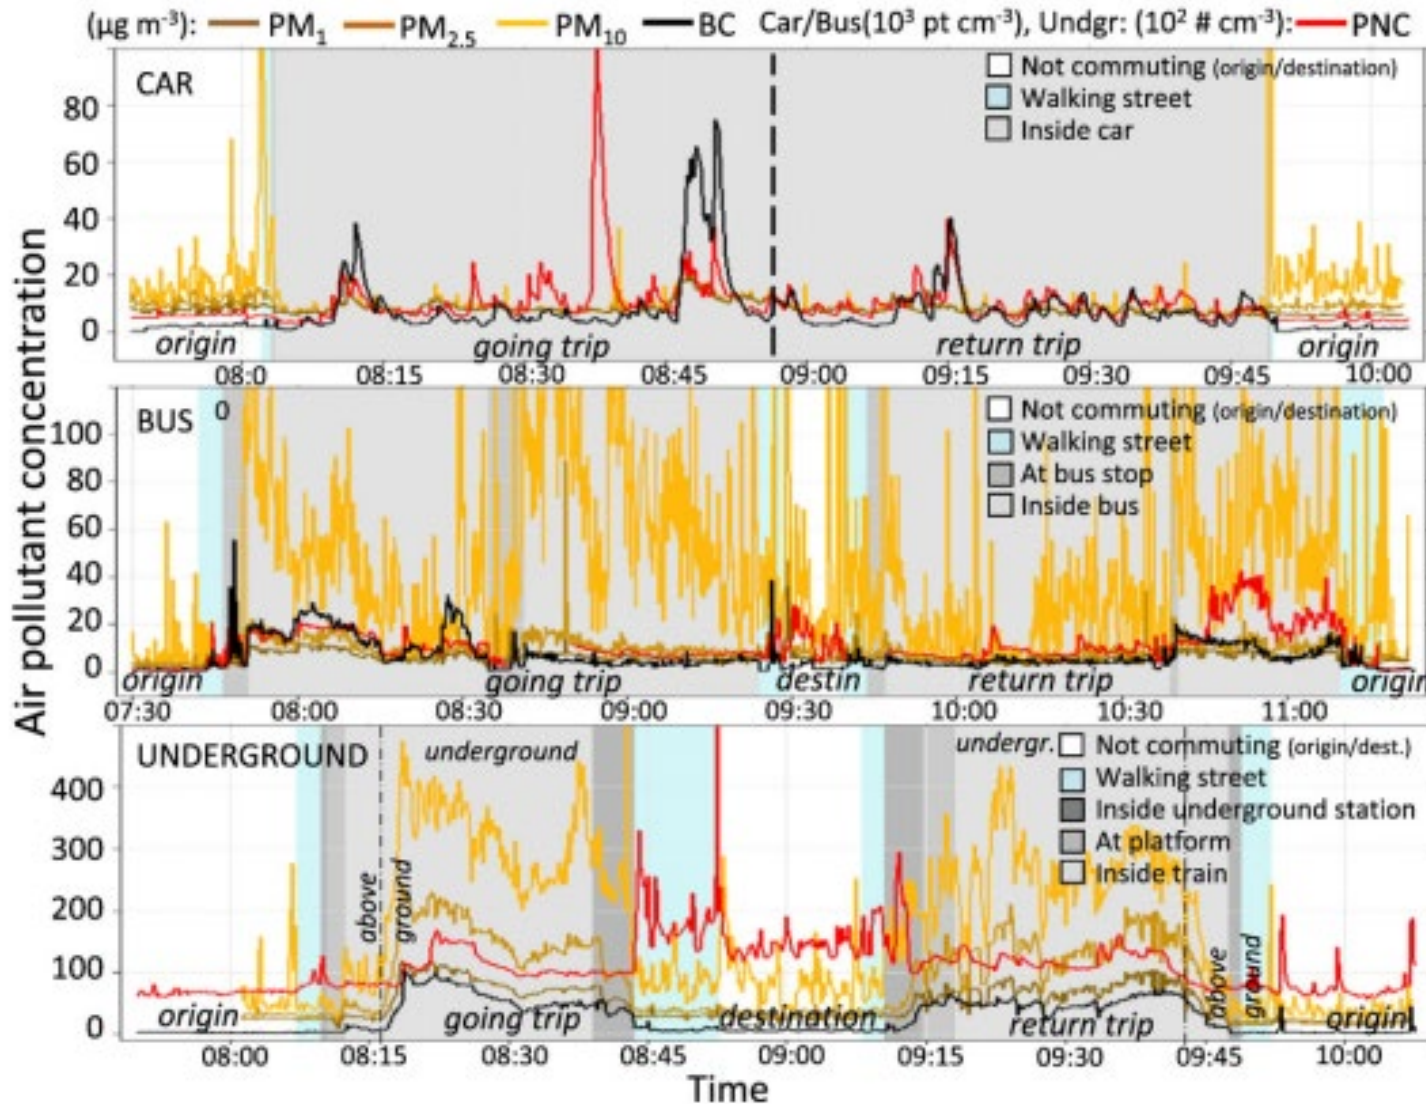 (μg m⁻³): PM₁ PM₂.₅ PM₁₀ BC Car/Bus(10³ pt cm⁻³), Undgr: (10² # cm⁻³): PNC
Air pollutant concentration
CAR
Not commuting (origin/destination)
Walking street
Inside car
80
60
40
20
0
origin going trip return trip origin
08:0 08:15 08:30 08:45 09:00 09:15 09:30 09:45 10:00
BUS 0
Not commuting (origin/destination)
Walking street
At bus stop
Inside bus
100
80
60
40
20
0
origin going trip destin return trip origin
07:30 08:00 08:30 09:00 09:30 10:00 10:30 11:00
UNDERGROUND underground undergr.
Not commuting (origin/dest.)
Walking street
Inside underground station
At platform
Inside train
400
300
200
100
0
above ground above ground
origin going trip destination return trip origin
08:00 08:15 08:30 08:45 09:00 09:15 09:30 09:45 10:00
Time